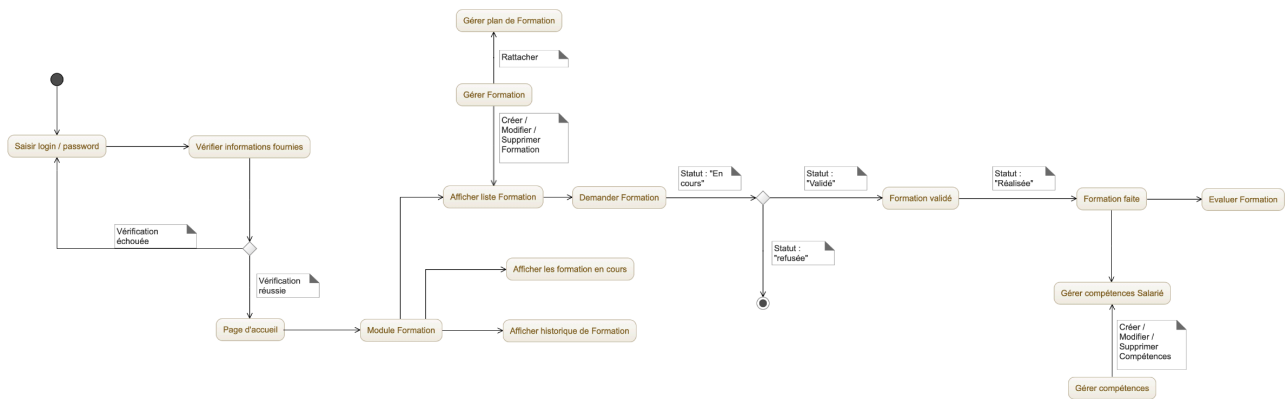 Gérer plan de Formation
Rattacher
Gérer Formation
Créer /
Modifier /
Supprimer
Formation
Saisir login / password
Vérifier informations fournies
Statut : "En
cours"
Statut :
"Validé"
Statut :
"Réalisée"
Afficher liste Formation
Demander Formation
Formation validé
Formation faite
Evaluer Formation
Vérification
échouée
Statut :
"refusée"
Vérification
réussie
Afficher les formation en cours
Gérer compétences Salarié
Page d'accueil
Module Formation
Afficher historique de Formation
Créer /
Modifier /
Supprimer
Compétences
Gérer compétences